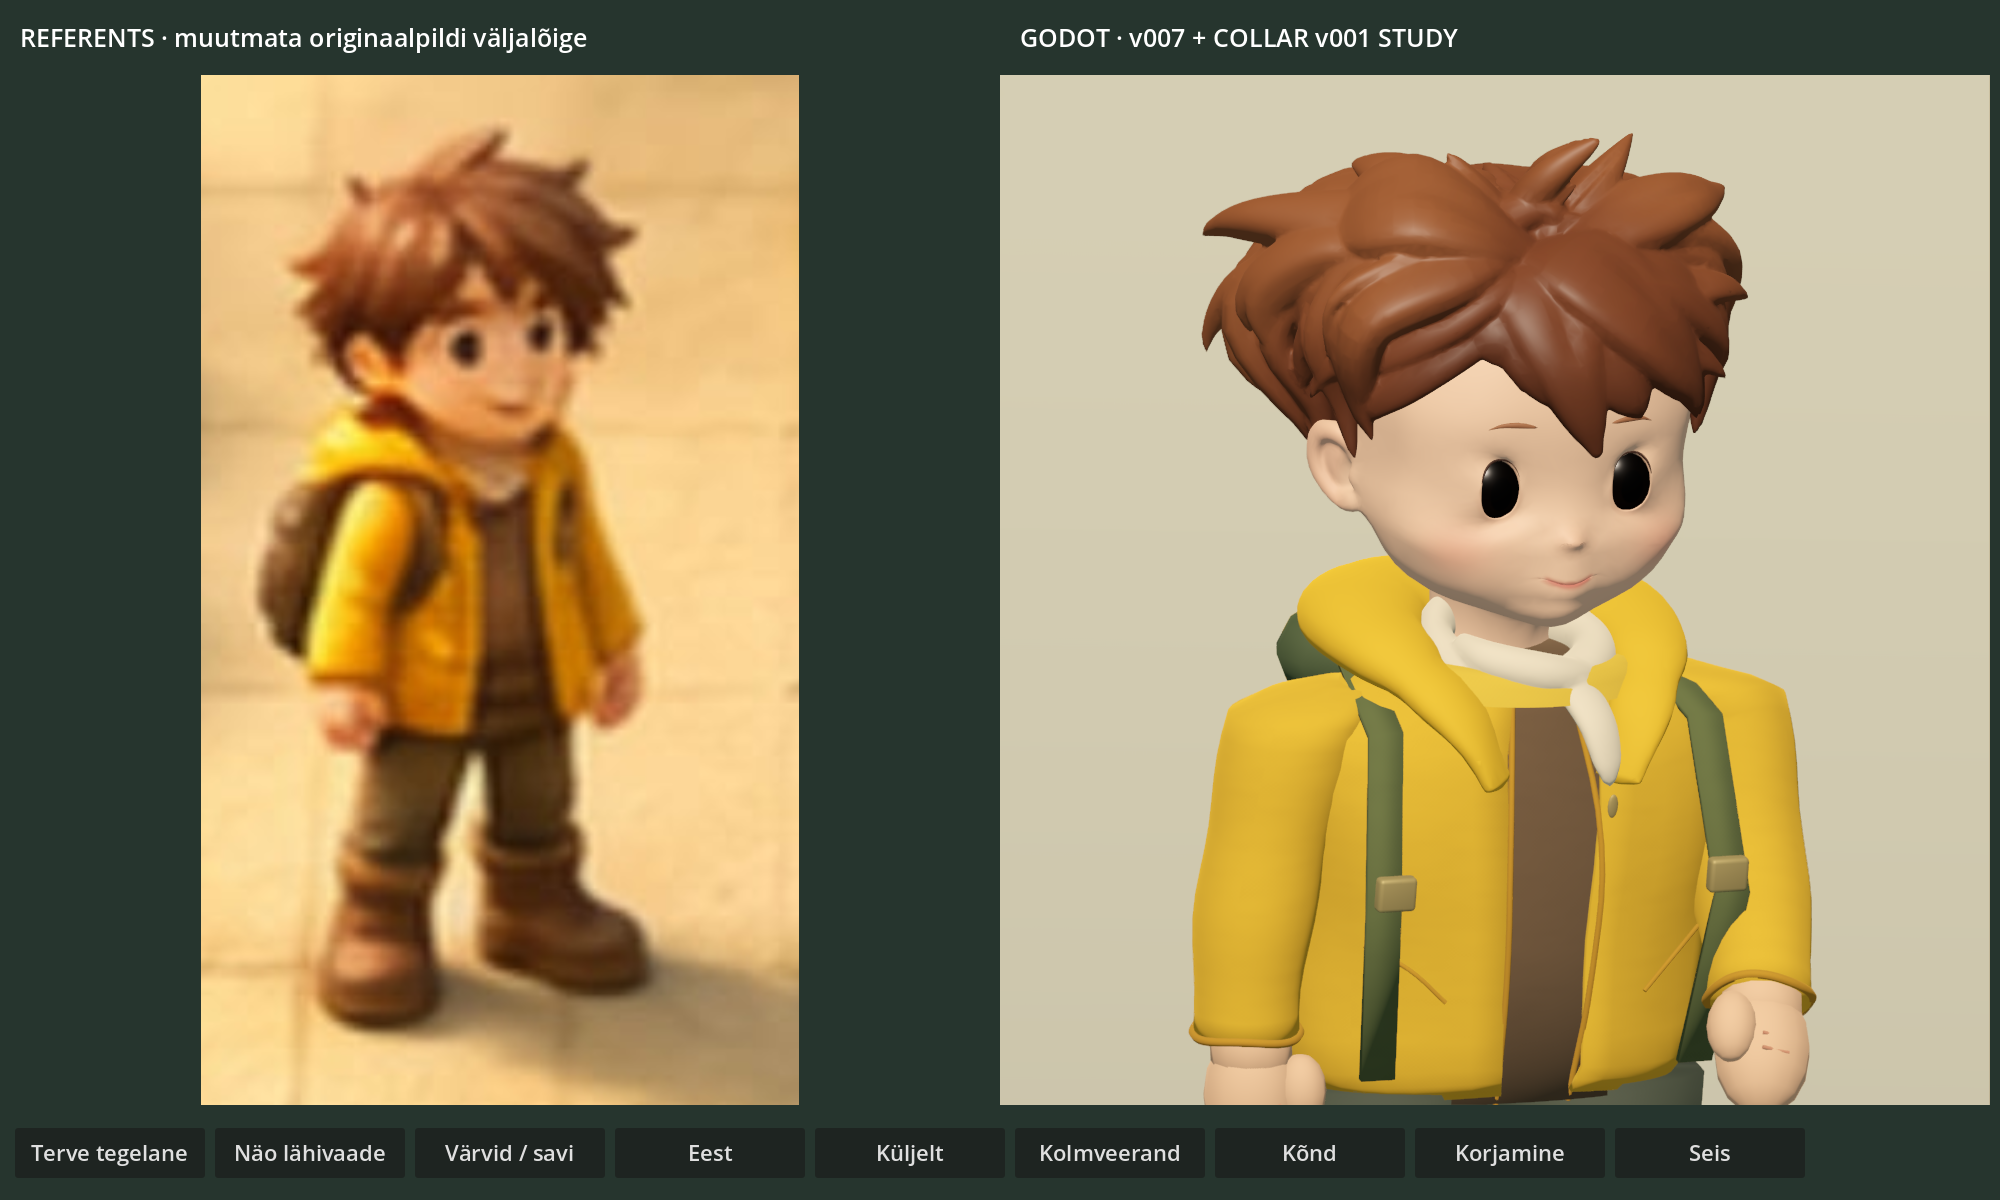 REFERENTS · muutmata originaalpildi väljalõige
GODOT · v007 + COLLAR v001 STUDY
Terve tegelane
Näo lähivaade
Värvid / savi
Eest
Küljelt
Kolmveerand
Kõnd
Korjamine
Seis